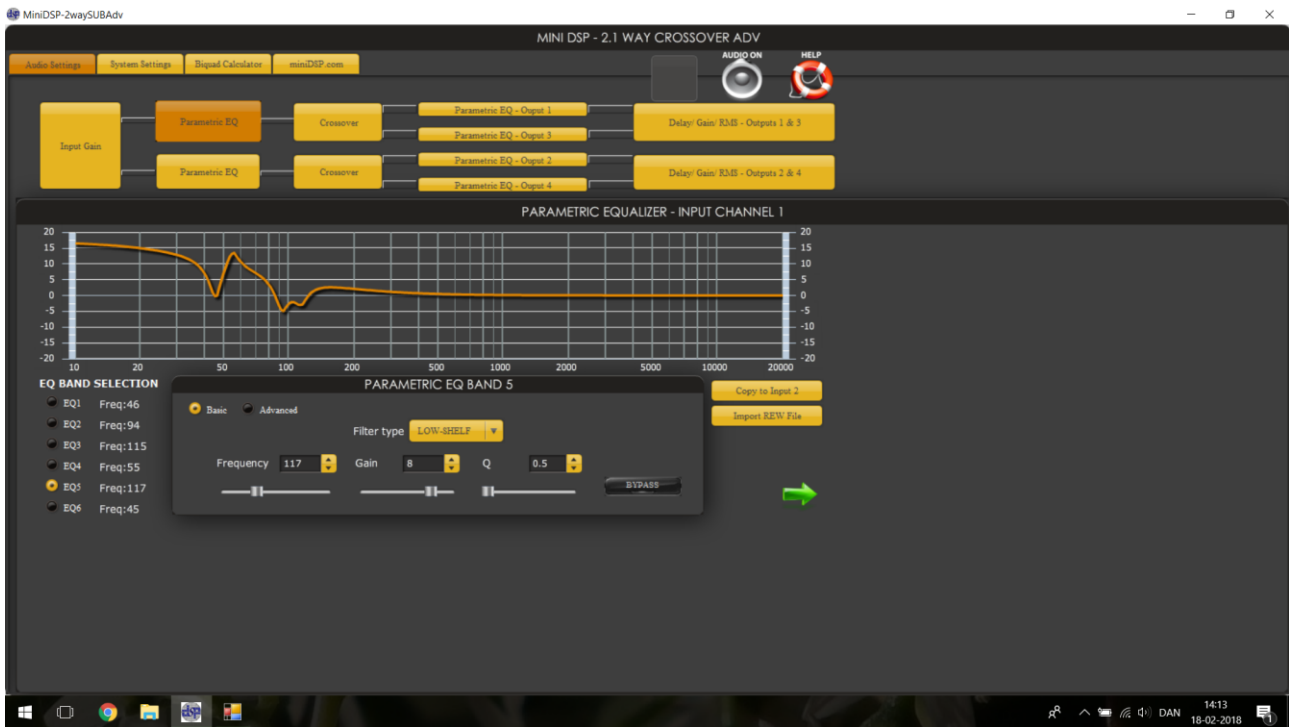 MiniDSP-2waySUBAdv
MINI DSP - 2.1 WAY CROSSOVER ADV
Audio Settings System Settings Biquad Calculator miniDSP.com
AUDIO ON HELP
Input Gain
Parametric EQ Crossover
Parametric EQ - Ouput 1
Parametric EQ - Ouput 3
Delay/ Gain/ RMS - Outputs 1 & 3
Parametric EQ Crossover
Parametric EQ - Ouput 2
Parametric EQ - Ouput 4
Delay/ Gain/ RMS - Outputs 2 & 4
PARAMETRIC EQUALIZER - INPUT CHANNEL 1
20 20
15 15
10 10
5 5
0 0
-5 -5
-10 -10
-15 -15
-20 -20
10 20 50 100 200 500 1000 2000 5000 10000 20000
EQ BAND SELECTION
EQ1 Freq:46
EQ2 Freq:94
EQ3 Freq:115
EQ4 Freq:55
EQ5 Freq:117
EQ6 Freq:45
PARAMETRIC EQ BAND 5
Basic Advanced
Filter type LOW-SHELF
Frequency 117 Gain 8 Q 0.5
BYPASS
Copy to Input 2
Import REW File
dsp
DAN
14:13
18-02-2018
1